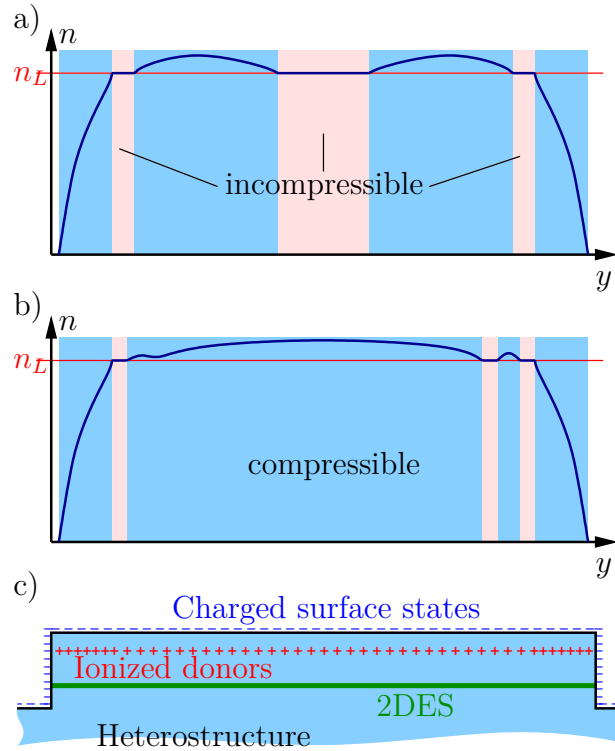 a)
n
n_L
incompressible
y
b)
n
n_L
compressible
y
c)
Charged surface states
Ionized donors
2DES
Heterostructure